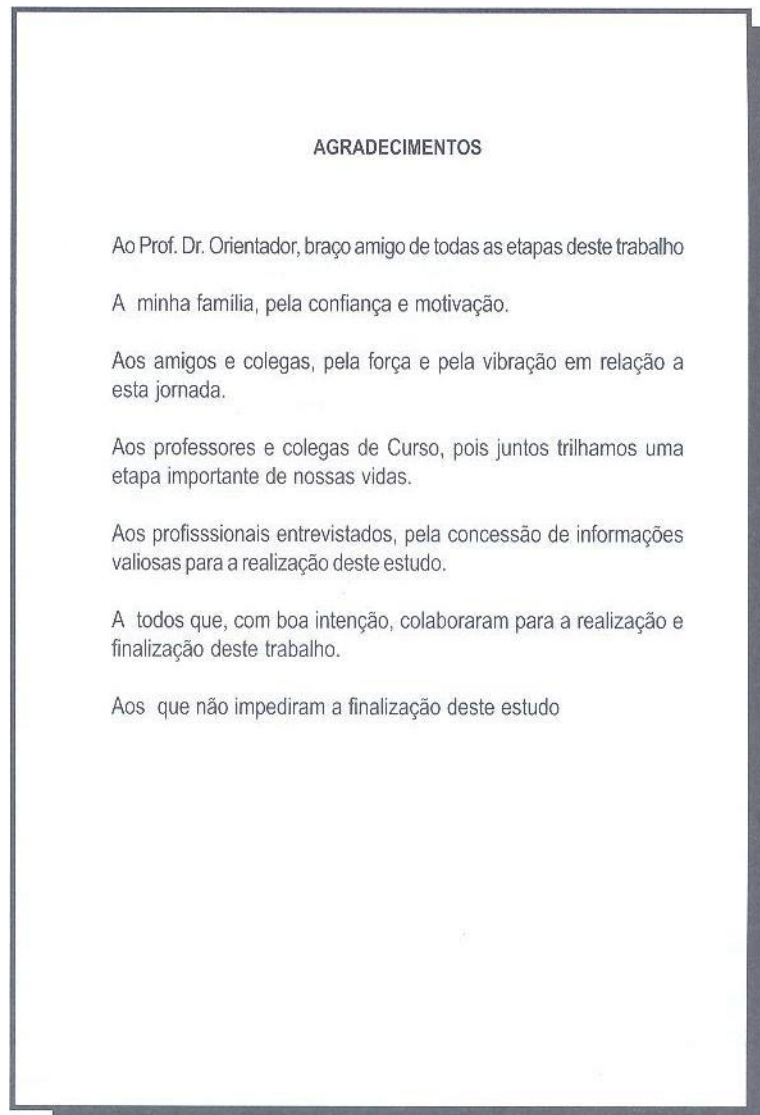 AGRADECIMENTOS
Ao Prof. Dr. Orientador, braço amigo de todas as etapas deste trabalho
A minha familia, pela confiança e motivação.
Aos amigos e colegas, pela força e pela vibração em relação a
esta jornada.
Aos professores e colegas de Curso, pois juntos trilhamos uma
etapa importante de nossas vidas.
Aos profisssionais entrevistados, pela concessão de informações
valiosas para a realização deste estudo.
A todos que, com boa intenção, colaboraram para a realização e
finalização deste trabalho.
Aos que não impediram a finalização deste estudo